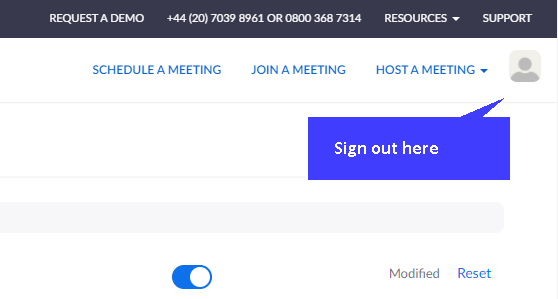 REQUEST A DEMO +44 (20) 7039 8961 OR 0800 368 7314 RESOURCES SUPPORT
SCHEDULE A MEETING JOIN A MEETING HOST A MEETING
Sign out here
Modified Reset